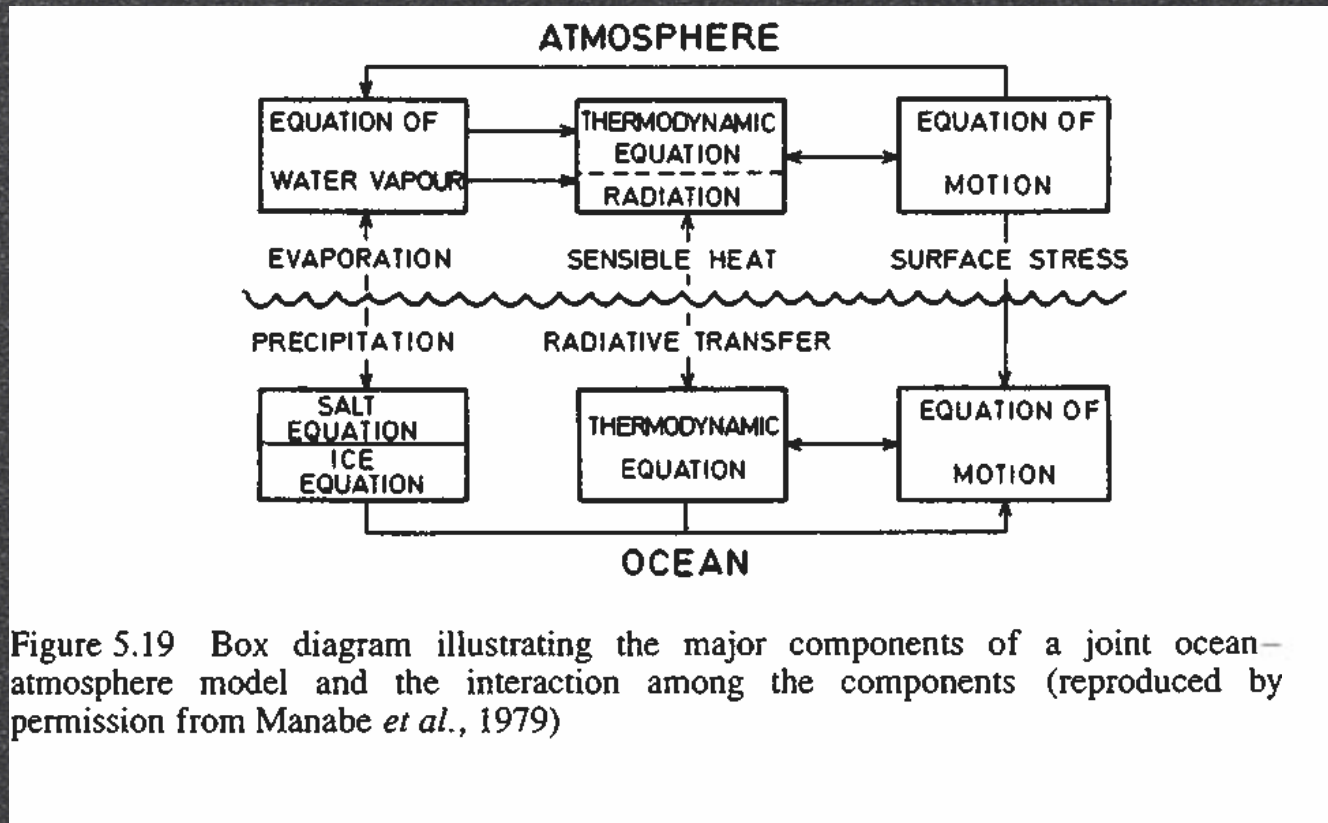 ATMOSPHERE
EQUATION OF
WATER VAPOUR
THERMODYNAMIC
EQUATION
RADIATION
EQUATION OF
MOTION
EVAPORATION
SENSIBLE HEAT
SURFACE STRESS
PRECIPITATION
RADIATIVE TRANSFER
SALT
EQUATION
ICE
EQUATION
THERMODYNAMIC
EQUATION
EQUATION OF
MOTION
OCEAN
Figure 5.19 Box diagram illustrating the major components of a joint ocean–
atmosphere model and the interaction among the components (reproduced by
permission from Manabe et al., 1979)